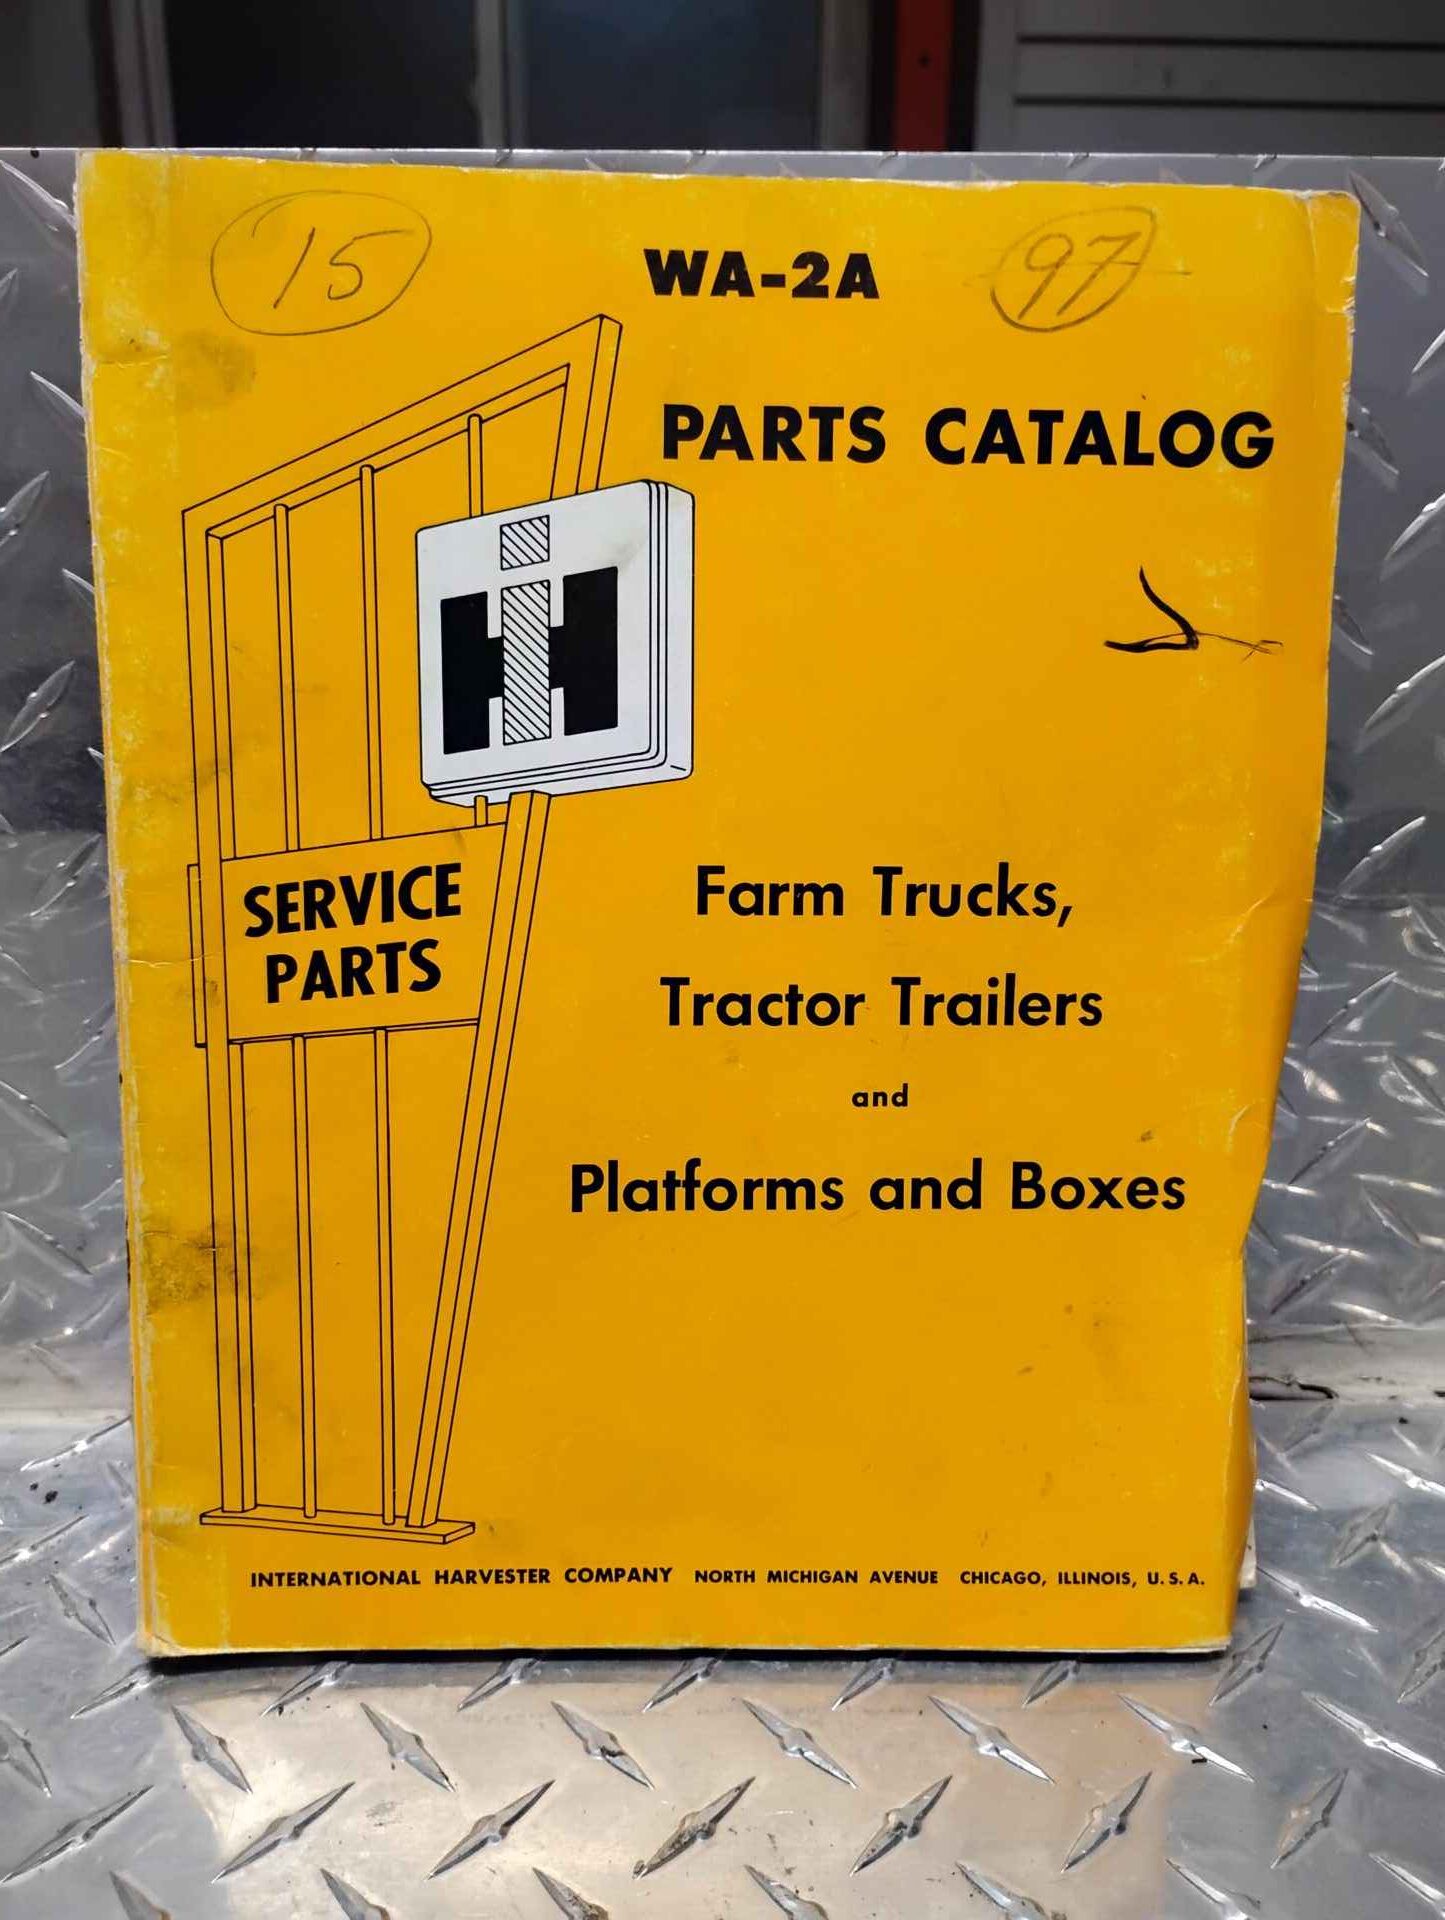 15
WA-2A
97
PARTS CATALOG
IH
SERVICE
PARTS
Farm Trucks,
Tractor Trailers
and
Platforms and Boxes
INTERNATIONAL HARVESTER COMPANY NORTH MICHIGAN AVENUE CHICAGO, ILLINOIS, U.S.A.